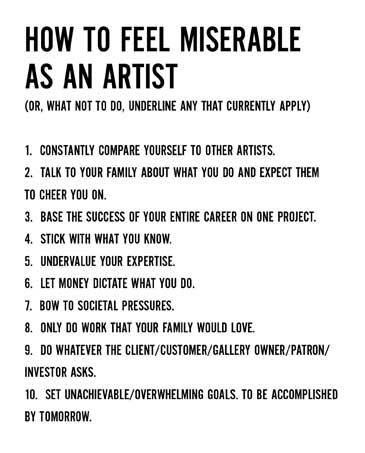 HOW TO FEEL MISERABLE
AS AN ARTIST
(OR, WHAT NOT TO DO, UNDERLINE ANY THAT CURRENTLY APPLY)
1. CONSTANTLY COMPARE YOURSELF TO OTHER ARTISTS.
2. TALK TO YOUR FAMILY ABOUT WHAT YOU DO AND EXPECT THEM
TO CHEER YOU ON.
3. BASE THE SUCCESS OF YOUR ENTIRE CAREER ON ONE PROJECT.
4. STICK WITH WHAT YOU KNOW.
5. UNDERVALUE YOUR EXPERTISE.
6. LET MONEY DICTATE WHAT YOU DO.
7. BOW TO SOCIETAL PRESSURES.
8. ONLY DO WORK THAT YOUR FAMILY WOULD LOVE.
9. DO WHATEVER THE CLIENT/CUSTOMER/GALLERY OWNER/PATRON/
INVESTOR ASKS.
10. SET UNACHIEVABLE/OVERWHELMING GOALS. TO BE ACCOMPLISHED
BY TOMORROW.